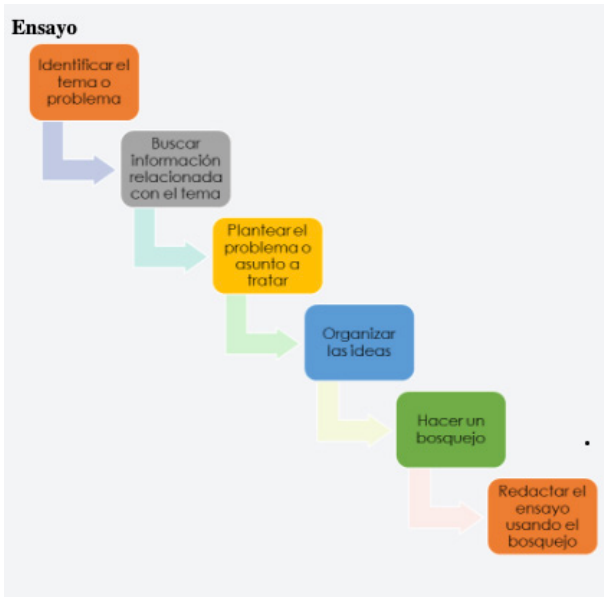 Ensayo
Identificar el
tema o
problema
Buscar
información
relacionada
con el tema
Plantear el
problema o
asunto a
tratar
Organizar
las ideas
Hacer un
bosquejo
.
Redactar el
ensayo
usando el
bosquejo